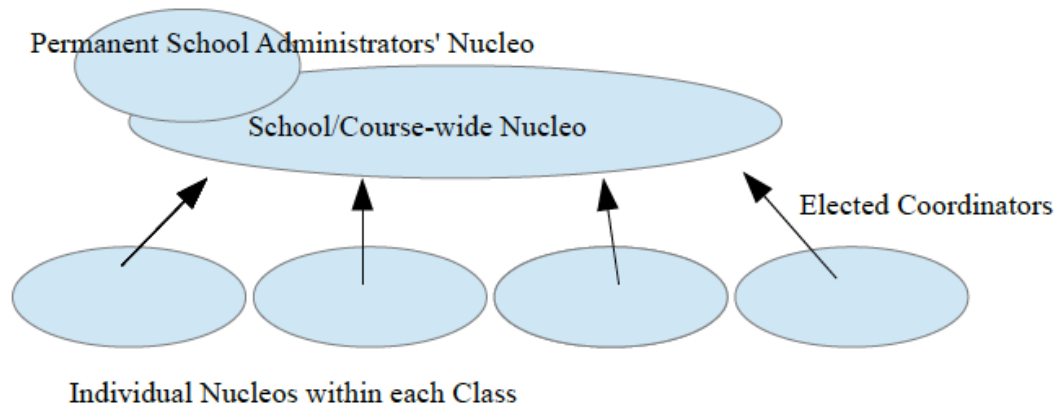 Permanent School Administrators' Nucleo
School/Course-wide Nucleo
Elected Coordinators
Individual Nucleos within each Class